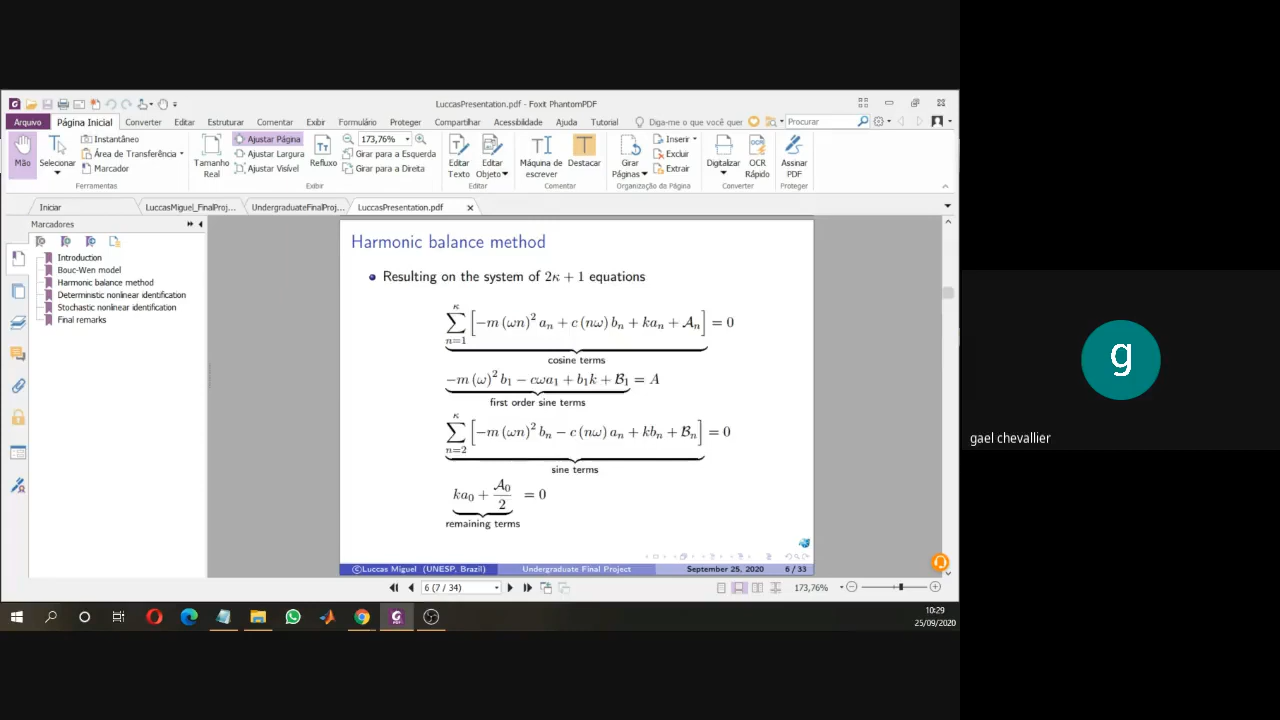 LuccasPresentation.pdf - Foxit PhantomPDF
Arquivo Página Inicial Converter Editar Estruturar Comentar Exibir Formulário Proteger Compartilhar Acessibilidade Ajuda Tutorial Diga-me o que você quer Procurar
Mão
Selecionar
Instantâneo
Área de Transferência
Marcador
Ferramentas
Tamanho Real
Ajustar Página
Ajustar Largura
Ajustar Visível
Refluxo
173,76%
Girar para a Esquerda
Girar para a Direita
Exibir
Editar Texto
Editar Objeto
Editar
Máquina de escrever
Destacar
Comentar
Girar Páginas
Inserir
Excluir
Extrair
Organização da Página
Digitalizar
OCR Rápido
Converter
Assinar PDF
Proteger
Iniciar LuccasMiguel_FinalProj... UndergraduateFinalProj... LuccasPresentation.pdf
Marcadores
Introduction
Bouc-Wen model
Harmonic balance method
Deterministic nonlinear identification
Stochastic nonlinear identification
Final remarks
Harmonic balance method
Resulting on the system of 2κ + 1 equations
∑_{n=1}^{κ} [−m (ωn)² a_n + c (nω) b_n + ka_n + 𝒜_n] = 0
cosine terms
−m (ω)² b₁ − cωa₁ + b₁k + ℬ₁ = A
first order sine terms
∑_{n=2}^{κ} [−m (ωn)² b_n − c (nω) a_n + kb_n + ℬ_n] = 0
sine terms
ka₀ + 𝒜₀/2 = 0
remaining terms
©Luccas Miguel (UNESP, Brazil) Undergraduate Final Project September 25, 2020 6 / 33
6 (7 / 34) 173,76%
10:29
25/09/2020
g
gael chevallier